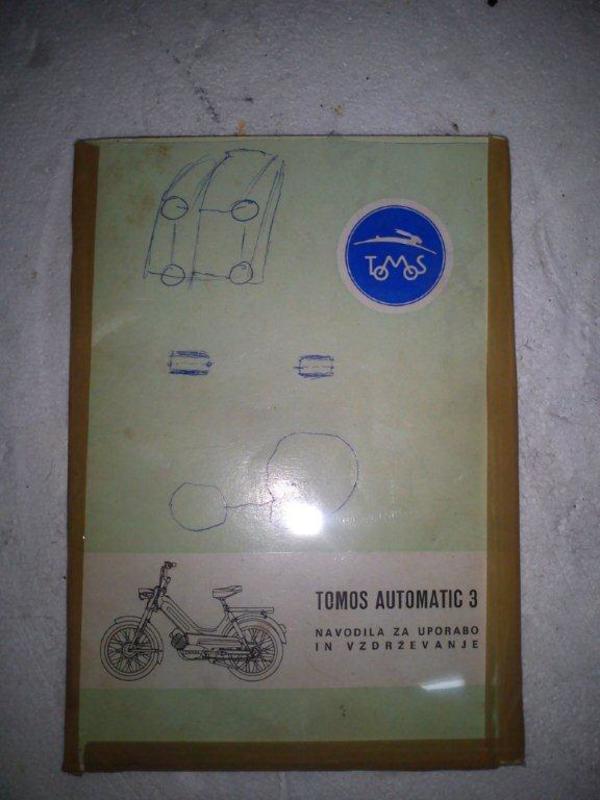 TOMOS
TOMOS AUTOMATIC 3
NAVODILA ZA UPORABO
IN VZDRŽEVANJE